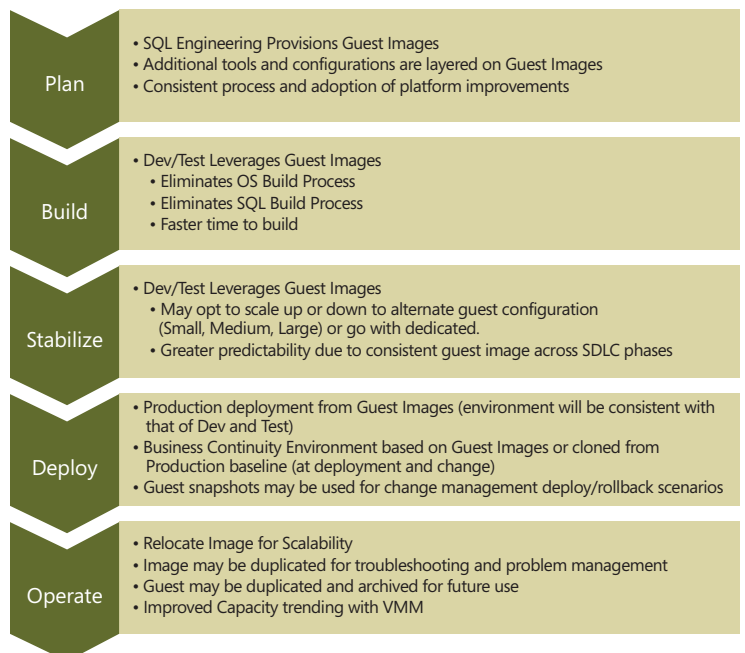 Plan
• SQL Engineering Provisions Guest Images
• Additional tools and configurations are layered on Guest Images
• Consistent process and adoption of platform improvements
Build
• Dev/Test Leverages Guest Images
• Eliminates OS Build Process
• Eliminates SQL Build Process
• Faster time to build
Stabilize
• Dev/Test Leverages Guest Images
• May opt to scale up or down to alternate guest configuration
(Small, Medium, Large) or go with dedicated.
• Greater predictability due to consistent guest image across SDLC phases
Deploy
• Production deployment from Guest Images (environment will be consistent with
that of Dev and Test)
• Business Continuity Environment based on Guest Images or cloned from
Production baseline (at deployment and change)
• Guest snapshots may be used for change management deploy/rollback scenarios
Operate
• Relocate Image for Scalability
• Image may be duplicated for troubleshooting and problem management
• Guest may be duplicated and archived for future use
• Improved Capacity trending with VMM